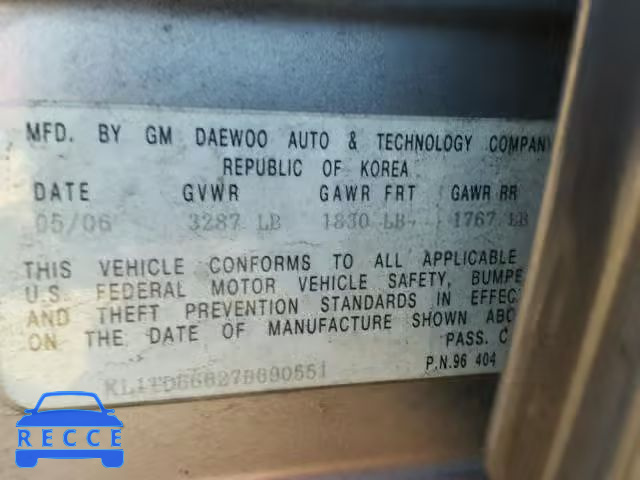 MFD. BY GM DAEWOO AUTO & TECHNOLOGY COMPANY
REPUBLIC OF KOREA
DATE GVWR GAWR FRT GAWR RR
05/06 3287 LB 1830 LB 1767 LB
THIS VEHICLE CONFORMS TO ALL APPLICABLE
U.S. FEDERAL MOTOR VEHICLE SAFETY, BUMPE
AND THEFT PREVENTION STANDARDS IN EFFECT
ON THE DATE OF MANUFACTURE SHOWN ABO
PASS. C
P.N.96 404
RECCE